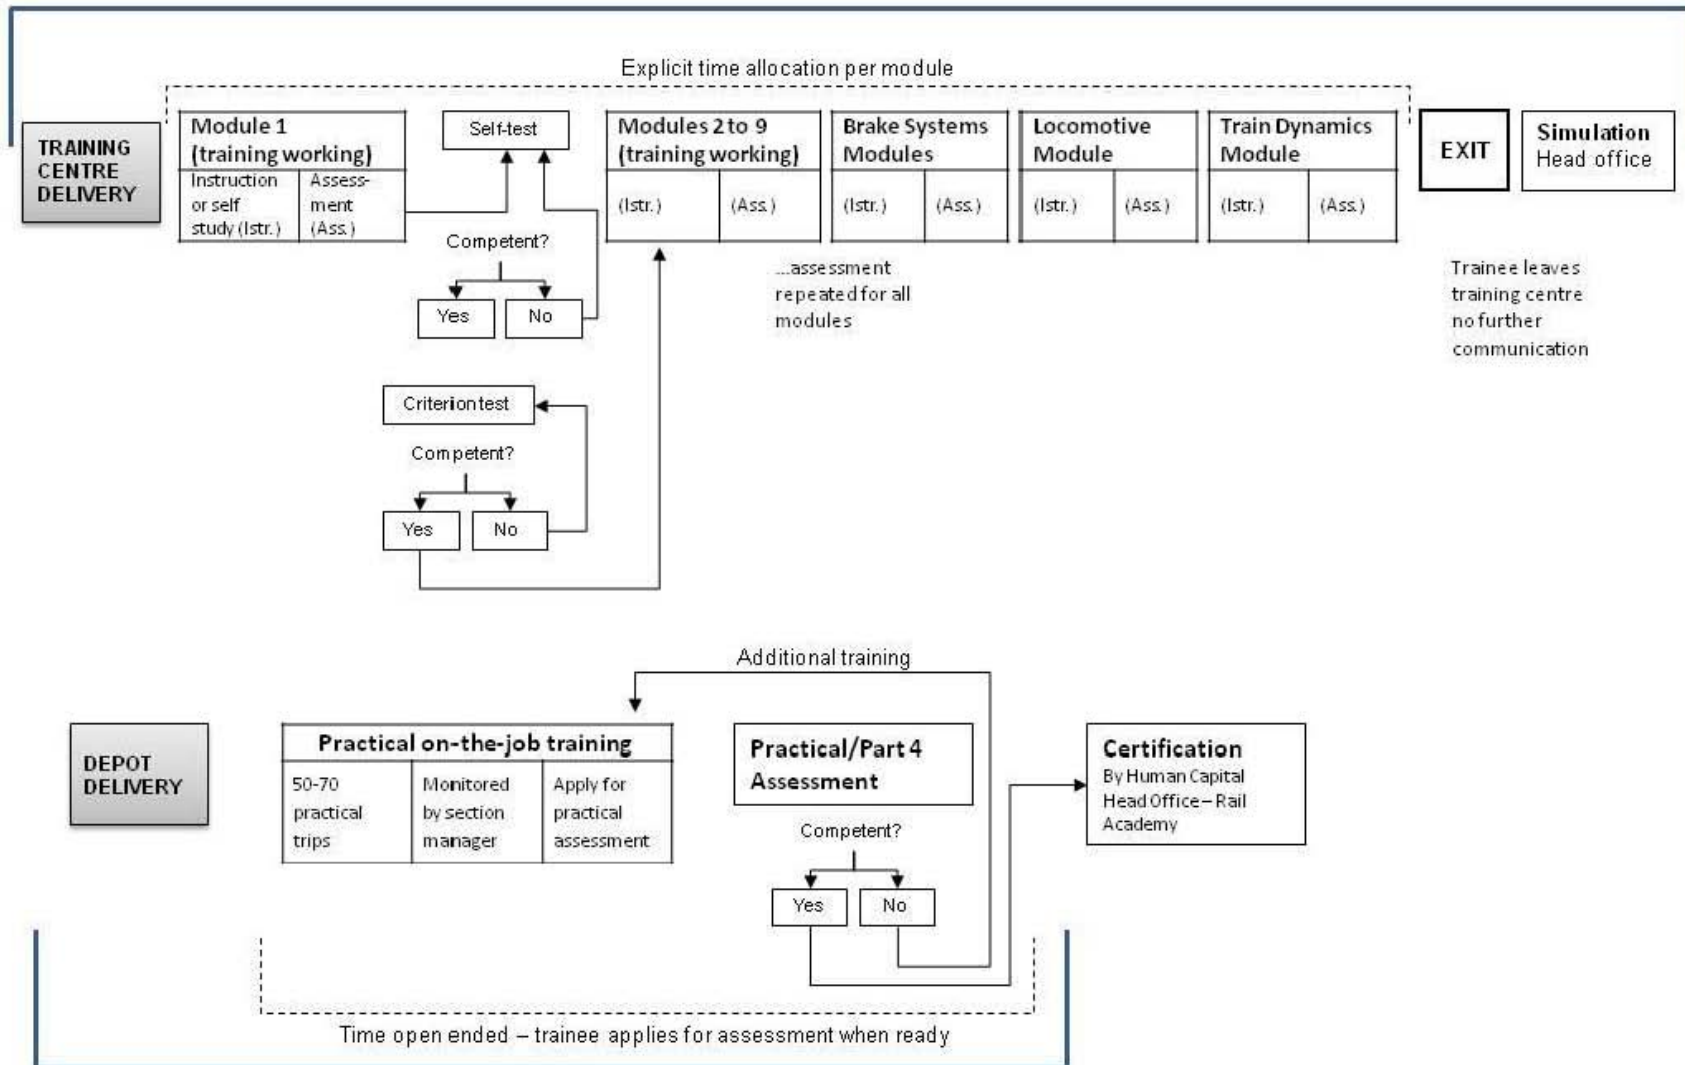 Explicit time allocation per module
TRAINING
CENTRE
DELIVERY
Module 1
(training working)
Instruction
or self
study (Istr.)
Assess-
ment
(Ass.)
Self-test
Competent?
Yes
No
Criterion test
Competent?
Yes
No
Modules 2 to 9
(training working)
(Istr.)
(Ass.)
...assessment
repeated for all
modules
Brake Systems
Modules
(Istr.)
(Ass.)
Locomotive
Module
(Istr.)
(Ass.)
Train Dynamics
Module
(Istr.)
(Ass.)
EXIT
Simulation
Head office
Trainee leaves
training centre
no further
communication
Additional training
DEPOT
DELIVERY
Practical on-the-job training
50-70
practical
trips
Monitored
by section
manager
Apply for
practical
assessment
Practical/Part 4
Assessment
Competent?
Yes
No
Certification
By Human Capital
Head Office – Rail
Academy
Time open ended – trainee applies for assessment when ready